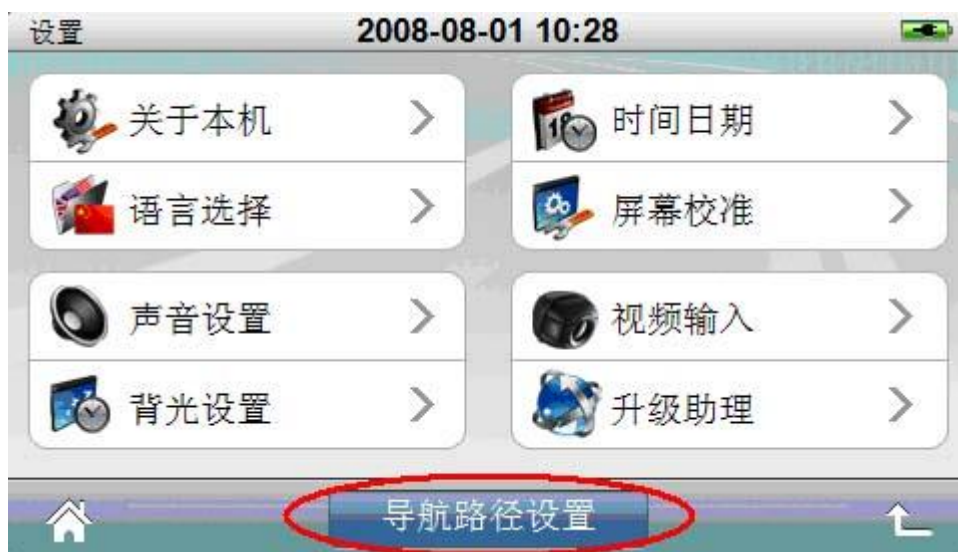 设置
2008-08-01 10:28
关于本机
时间日期
语言选择
屏幕校准
声音设置
视频输入
背光设置
升级助理
导航路径设置